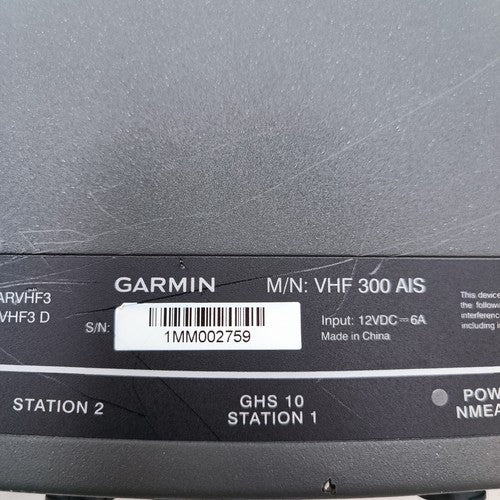 GARMIN M/N: VHF 300 AIS
ARVHF3
VHF3 D
S/N:
1MM002759
Input: 12VDC⎓6A
Made in China
This devic
the followi
interferenc
including i
STATION 2
GHS 10
STATION 1
POW
NMEA